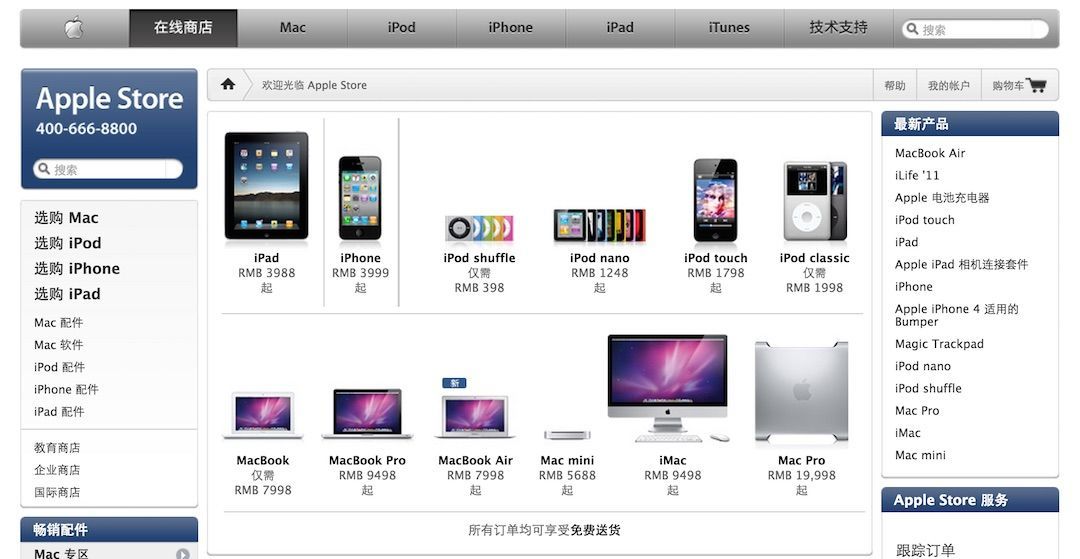 在线商店
Mac
iPod
iPhone
iPad
iTunes
技术支持
搜索
Apple Store
400-666-8800
搜索
欢迎光临 Apple Store
帮助
我的帐户
购物车
选购 Mac
选购 iPod
选购 iPhone
选购 iPad
Mac 配件
Mac 软件
iPod 配件
iPhone 配件
iPad 配件
教育商店
企业商店
国际商店
畅销配件
Mac 专区
iPad
RMB 3988
起
iPhone
RMB 3999
起
iPod shuffle
仅需
RMB 398
iPod nano
RMB 1248
起
iPod touch
RMB 1798
起
iPod classic
仅需
RMB 1998
MacBook
仅需
RMB 7998
MacBook Pro
RMB 9498
起
新
MacBook Air
RMB 7998
起
Mac mini
RMB 5688
起
iMac
RMB 9498
起
Mac Pro
RMB 19,998
起
所有订单均可享受免费送货
最新产品
MacBook Air
iLife '11
Apple 电池充电器
iPod touch
iPad
Apple iPad 相机连接套件
iPhone
Apple iPhone 4 适用的
Bumper
Magic Trackpad
iPod nano
iPod shuffle
Mac Pro
iMac
Mac mini
Apple Store 服务
跟踪订单